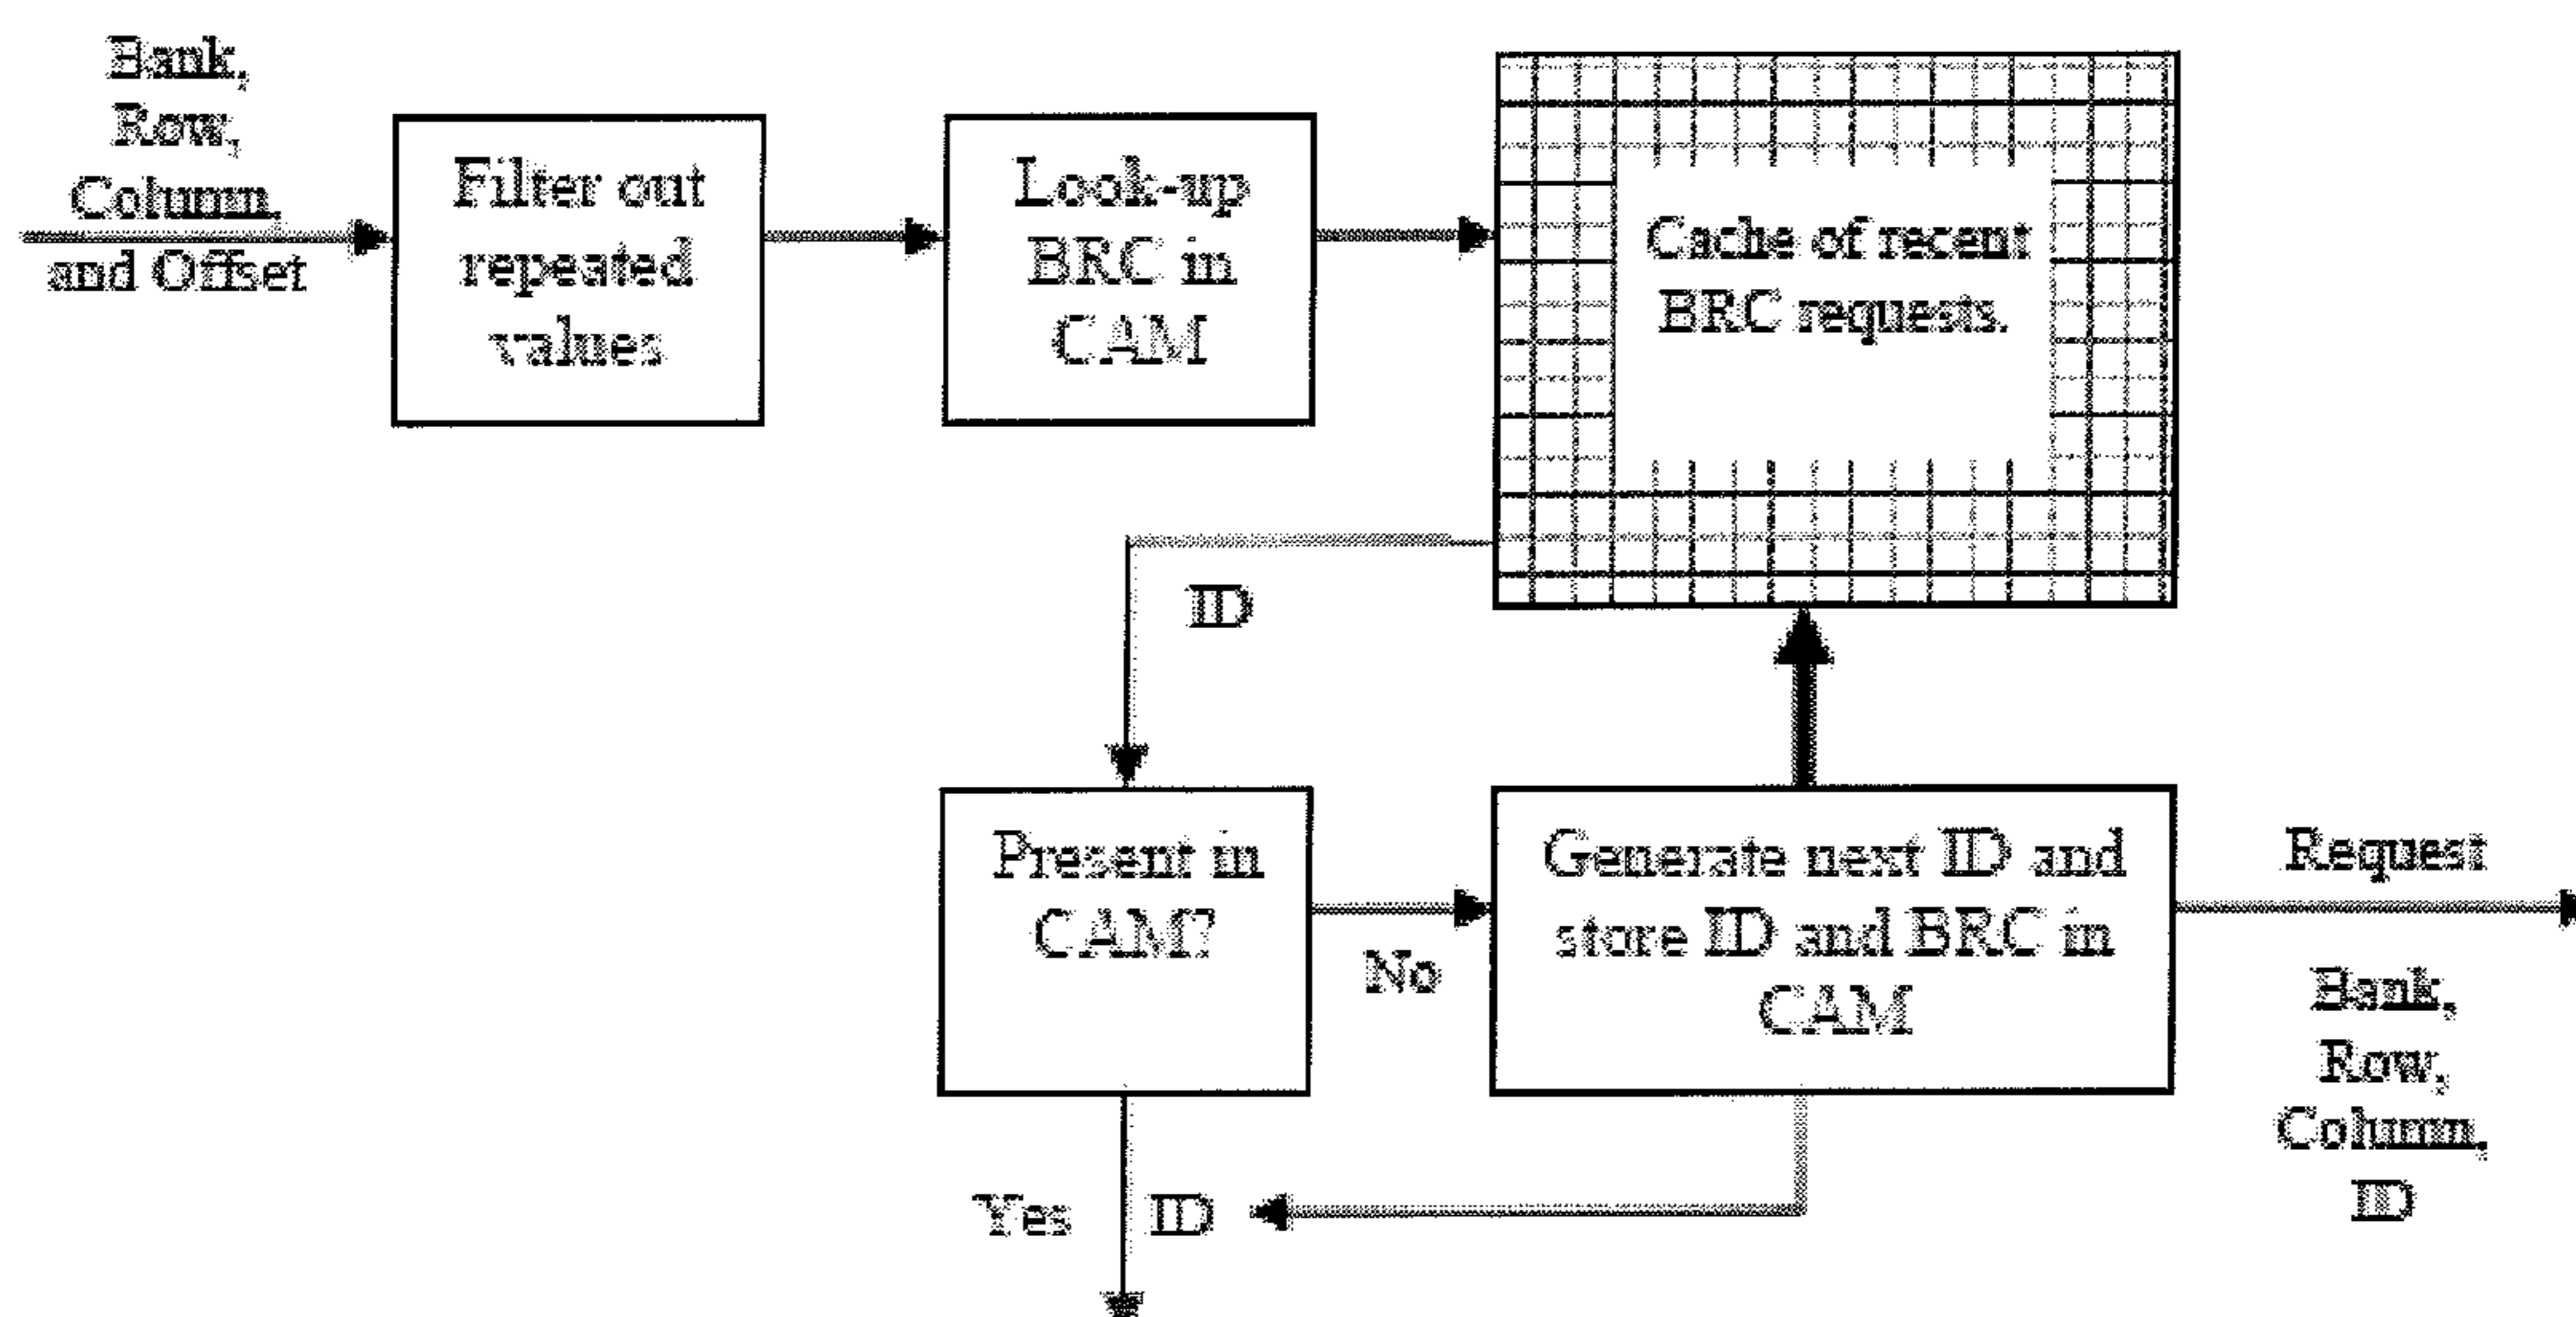 Bank,
Row,
Column,
and Offset
Filter out
repeated
values
Look-up
BRC in
CAM
Cache of recent
BRC requests.
ID
Present in
CAM?
No
Generate next ID and
store ID and BRC in
CAM
Request
Bank,
Row,
Column,
ID
Yes
ID